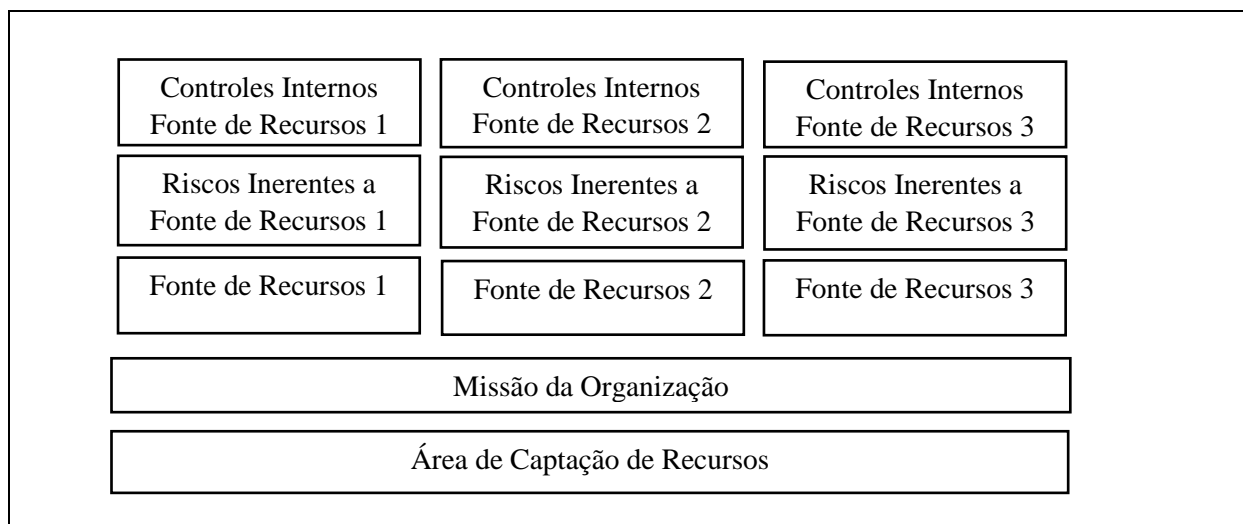 Controles Internos
Fonte de Recursos 1
Controles Internos
Fonte de Recursos 2
Controles Internos
Fonte de Recursos 3
Riscos Inerentes a
Fonte de Recursos 1
Riscos Inerentes a
Fonte de Recursos 2
Riscos Inerentes a
Fonte de Recursos 3
Fonte de Recursos 1
Fonte de Recursos 2
Fonte de Recursos 3
Missão da Organização
Área de Captação de Recursos